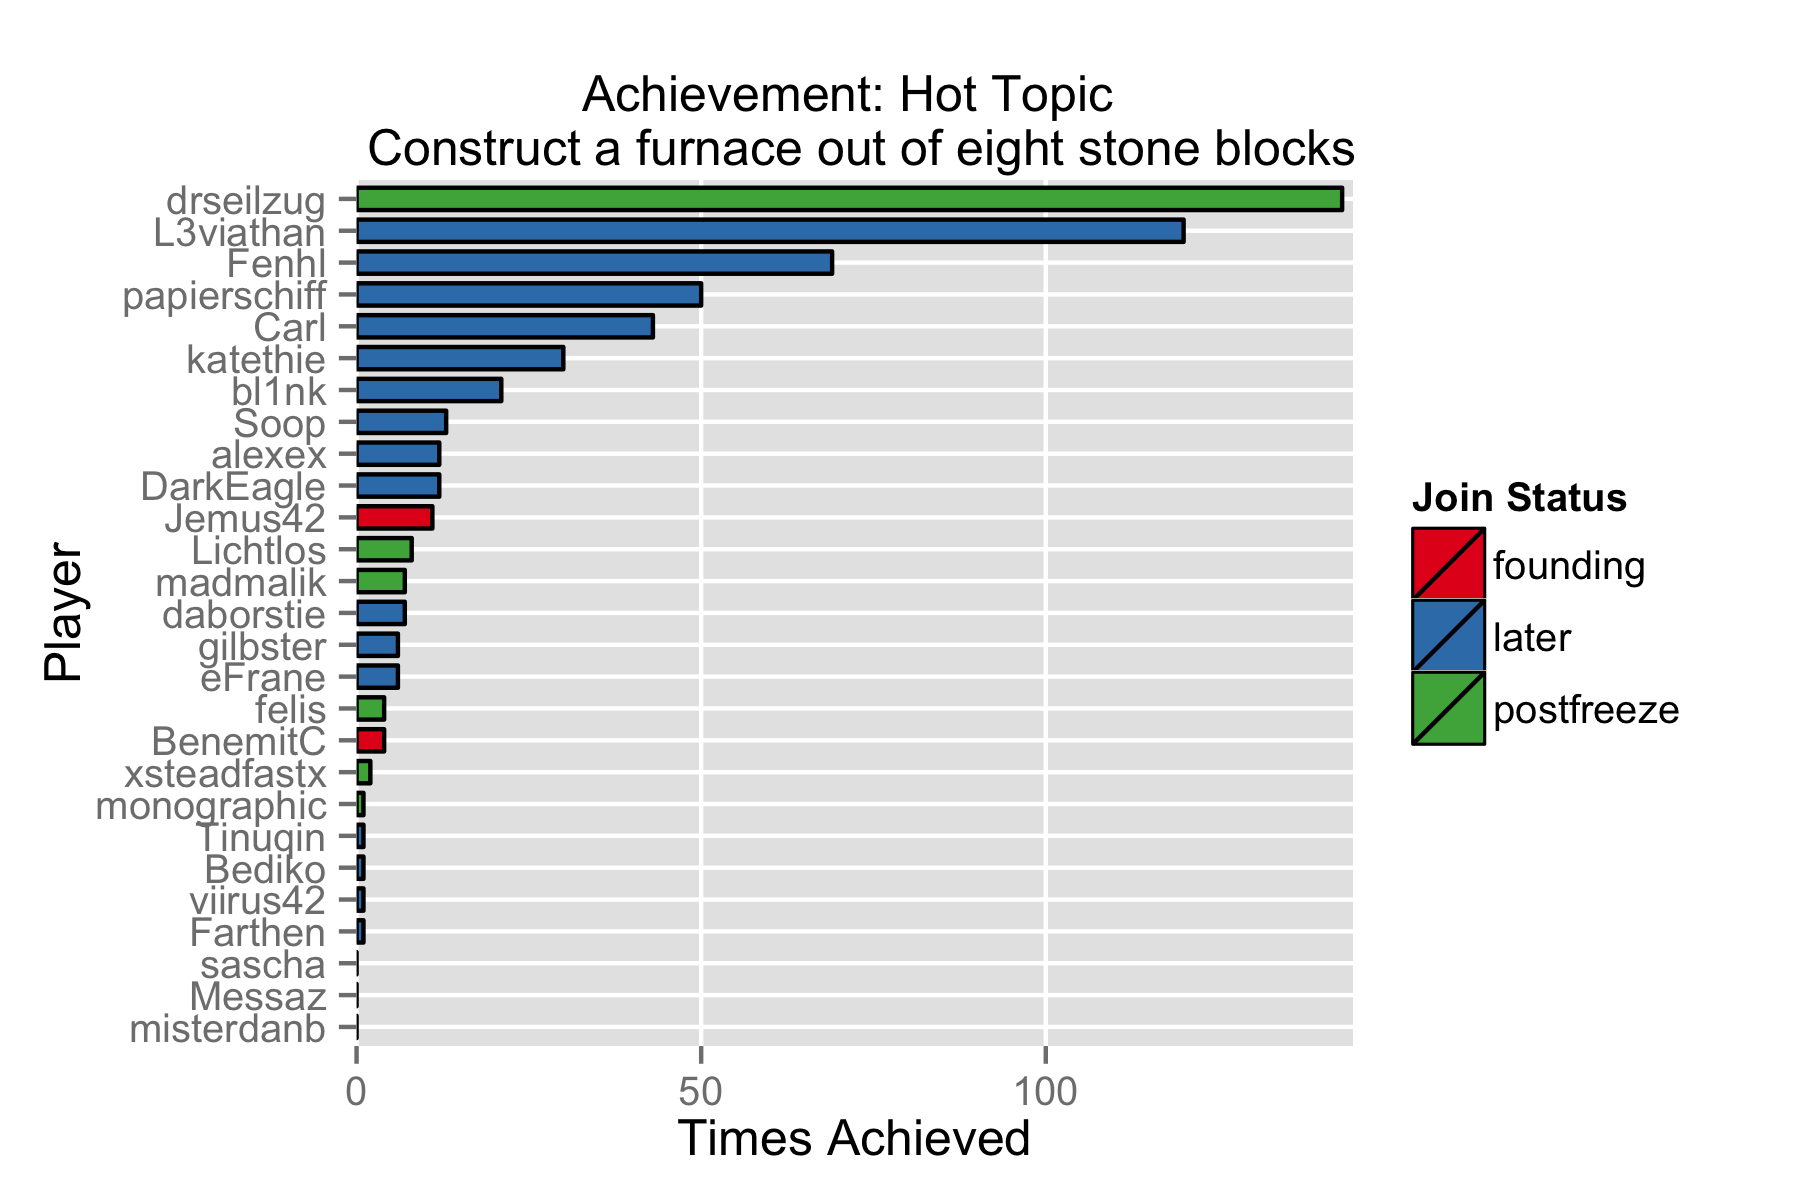 Achievement: Hot Topic
Construct a furnace out of eight stone blocks
Player
drseilzug
L3viathan
Fenhl
papierschiff
Carl
katethie
bl1nk
Soop
alexex
DarkEagle
Jemus42
Lichtlos
madmalik
daborstie
gilbster
eFrane
felis
BenemitC
xsteadfastx
monographic
Tinuqin
Bediko
viirus42
Farthen
sascha
Messaz
misterdanb
0 50 100
Times Achieved
Join Status
founding
later
postfreeze